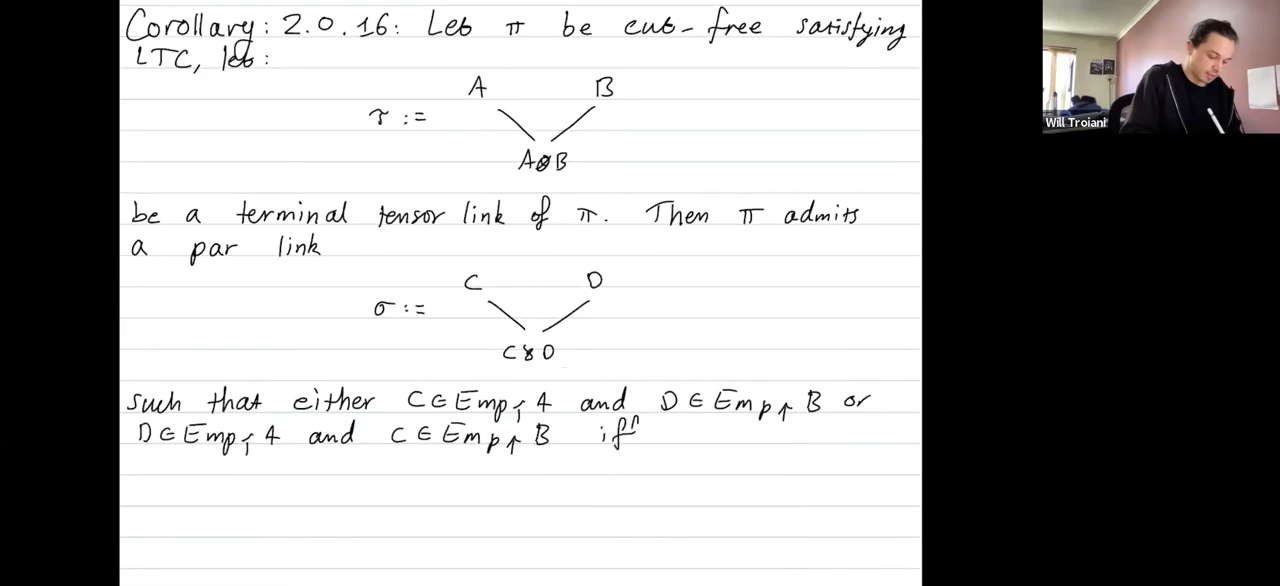 Corollary: 2.0.16: Let π be cut-free satisfying
LTC, let:
A B
τ :=
A⊗B
be a terminal tensor link of π. Then π admits
a par link
C D
σ :=
C⅋D
such that either C ∈ Emp↑ A and D ∈ Emp↑ B or
D ∈ Emp↑ A and C ∈ Emp↑ B if
Will Troiani